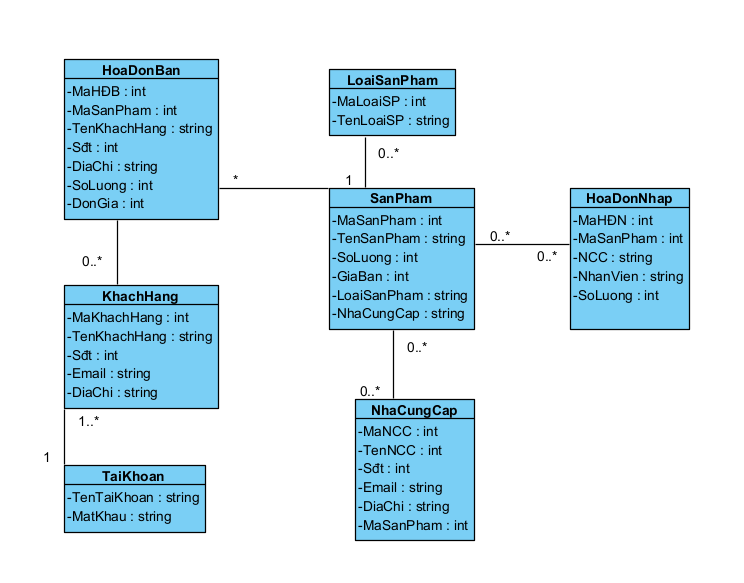 HoaDonBan
-MaHĐB : int
-MaSanPham : int
-TenKhachHang : string
-Sđt : int
-DiaChi : string
-SoLuong : int
-DonGia : int
LoaiSanPham
-MaLoaiSP : int
-TenLoaiSP : string
0..*
*
1
SanPham
-MaSanPham : int
-TenSanPham : string
-SoLuong : int
-GiaBan : int
-LoaiSanPham : string
-NhaCungCap : string
HoaDonNhap
-MaHĐN : int
-MaSanPham : int
-NCC : string
-NhanVien : string
-SoLuong : int
0..*
0..*
0..*
KhachHang
-MaKhachHang : int
-TenKhachHang : string
-Sđt : int
-Email : string
-DiaChi : string
0..*
0..*
NhaCungCap
-MaNCC : int
-TenNCC : int
-Sđt : int
-Email : string
-DiaChi : string
-MaSanPham : int
1..*
1
TaiKhoan
-TenTaiKhoan : string
-MatKhau : string